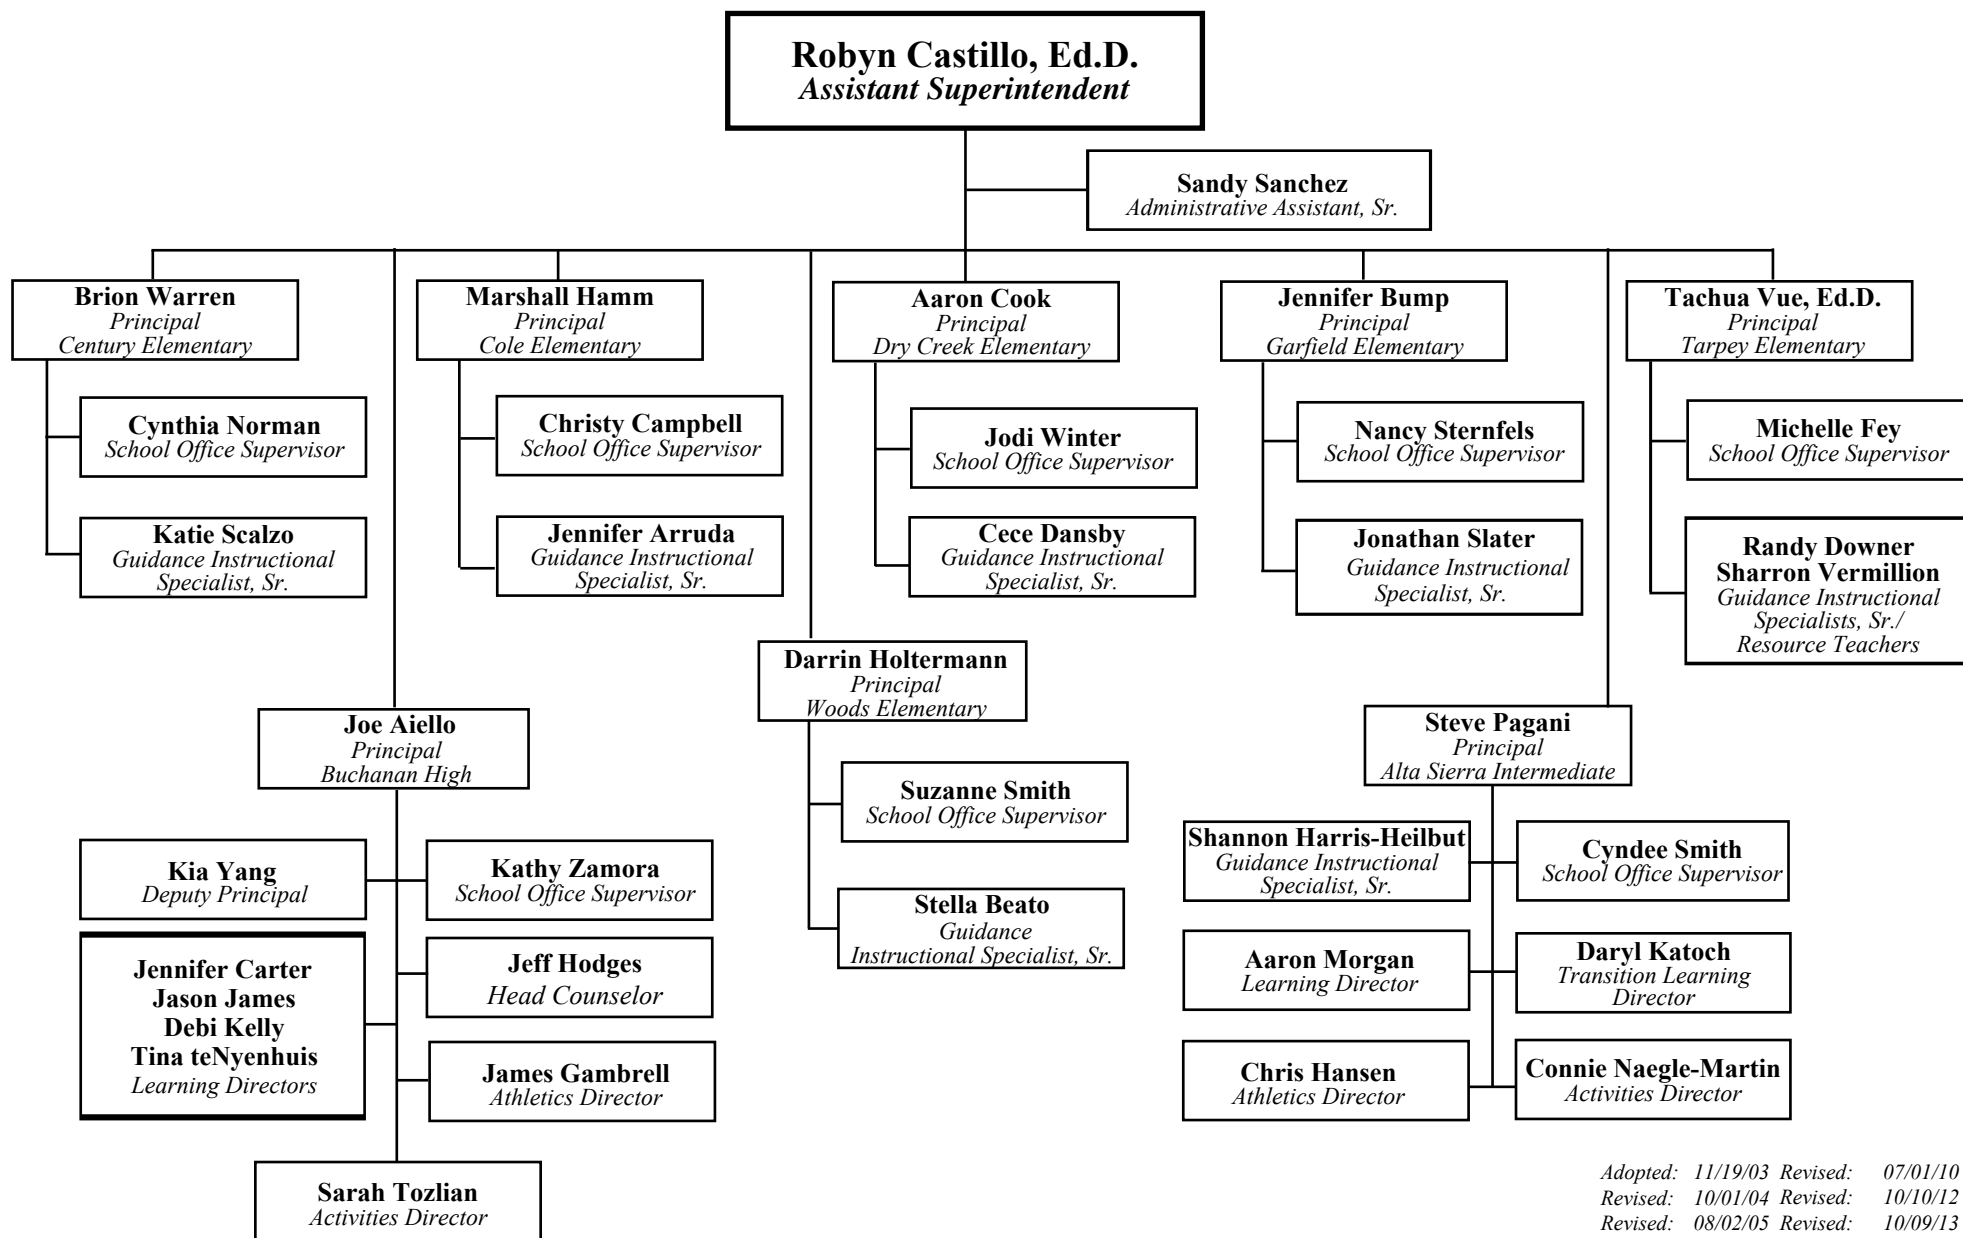 Robyn Castillo, Ed.D.
Assistant Superintendent
Sandy Sanchez
Administrative Assistant, Sr.
Brion Warren
Principal
Century Elementary
Cynthia Norman
School Office Supervisor
Katie Scalzo
Guidance Instructional
Specialist, Sr.
Marshall Hamm
Principal
Cole Elementary
Christy Campbell
School Office Supervisor
Jennifer Arruda
Guidance Instructional
Specialist, Sr.
Aaron Cook
Principal
Dry Creek Elementary
Jodi Winter
School Office Supervisor
Cece Dansby
Guidance Instructional
Specialist, Sr.
Jennifer Bump
Principal
Garfield Elementary
Nancy Sternfels
School Office Supervisor
Jonathan Slater
Guidance Instructional
Specialist, Sr.
Tachua Vue, Ed.D.
Principal
Tarpey Elementary
Michelle Fey
School Office Supervisor
Randy Downer
Sharron Vermillion
Guidance Instructional
Specialists, Sr./
Resource Teachers
Joe Aiello
Principal
Buchanan High
Kia Yang
Deputy Principal
Kathy Zamora
School Office Supervisor
Jennifer Carter
Jason James
Debi Kelly
Tina teNyenhuis
Learning Directors
Jeff Hodges
Head Counselor
James Gambrell
Athletics Director
Sarah Tozlian
Activities Director
Darrin Holtermann
Principal
Woods Elementary
Suzanne Smith
School Office Supervisor
Stella Beato
Guidance
Instructional Specialist, Sr.
Steve Pagani
Principal
Alta Sierra Intermediate
Shannon Harris-Heilbut
Guidance Instructional
Specialist, Sr.
Cyndee Smith
School Office Supervisor
Aaron Morgan
Learning Director
Daryl Katoch
Transition Learning
Director
Chris Hansen
Athletics Director
Connie Naegle-Martin
Activities Director
Adopted: 11/19/03 Revised: 07/01/10
Revised: 10/01/04 Revised: 10/10/12
Revised: 08/02/05 Revised: 10/09/13